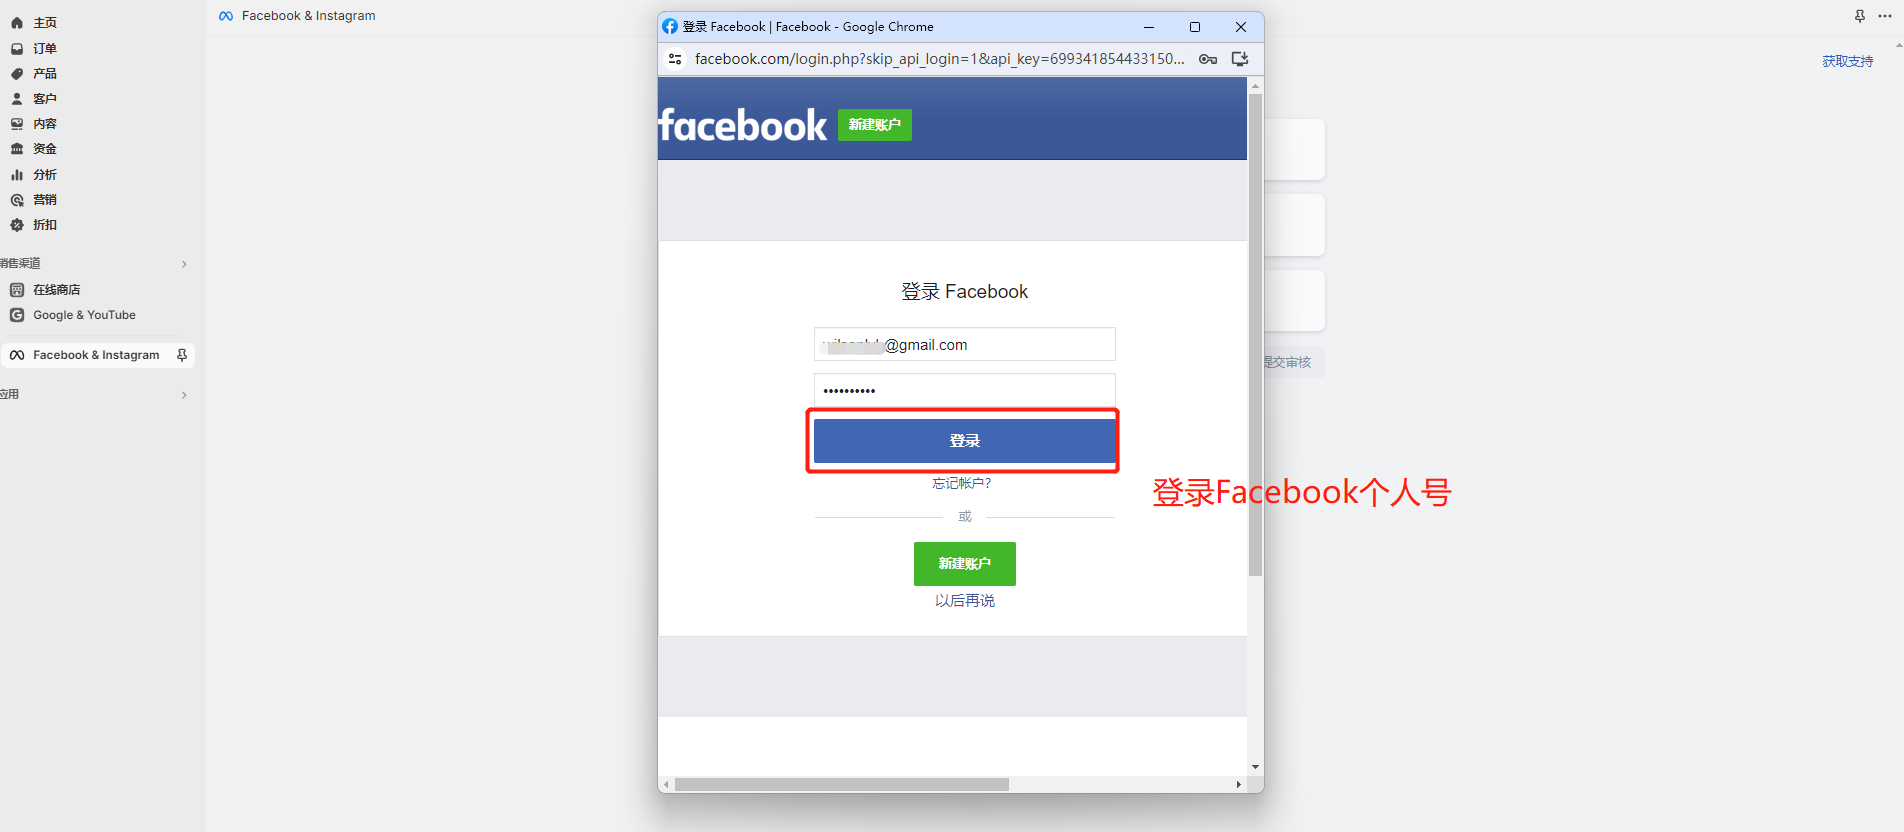 主页
订单
产品
客户
内容
资金
分析
营销
折扣
销售渠道
在线商店
Google & YouTube
Facebook & Instagram
应用
Facebook & Instagram
获取支持
登录 Facebook | Facebook - Google Chrome
facebook.com/login.php?skip_api_login=1&api_key=699341854433150...
facebook
新建账户
登录 Facebook
@gmail.com
••••••••••
登录
忘记帐户?
或
新建账户
以后再说
提交审核
登录Facebook个人号